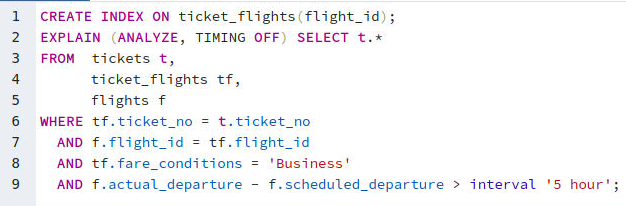 1 CREATE INDEX ON ticket_flights(flight_id);
2 EXPLAIN (ANALYZE, TIMING OFF) SELECT t.*
3 FROM tickets t,
4 ticket_flights tf,
5 flights f
6 WHERE tf.ticket_no = t.ticket_no
7 AND f.flight_id = tf.flight_id
8 AND tf.fare_conditions = 'Business'
9 AND f.actual_departure - f.scheduled_departure > interval '5 hour';